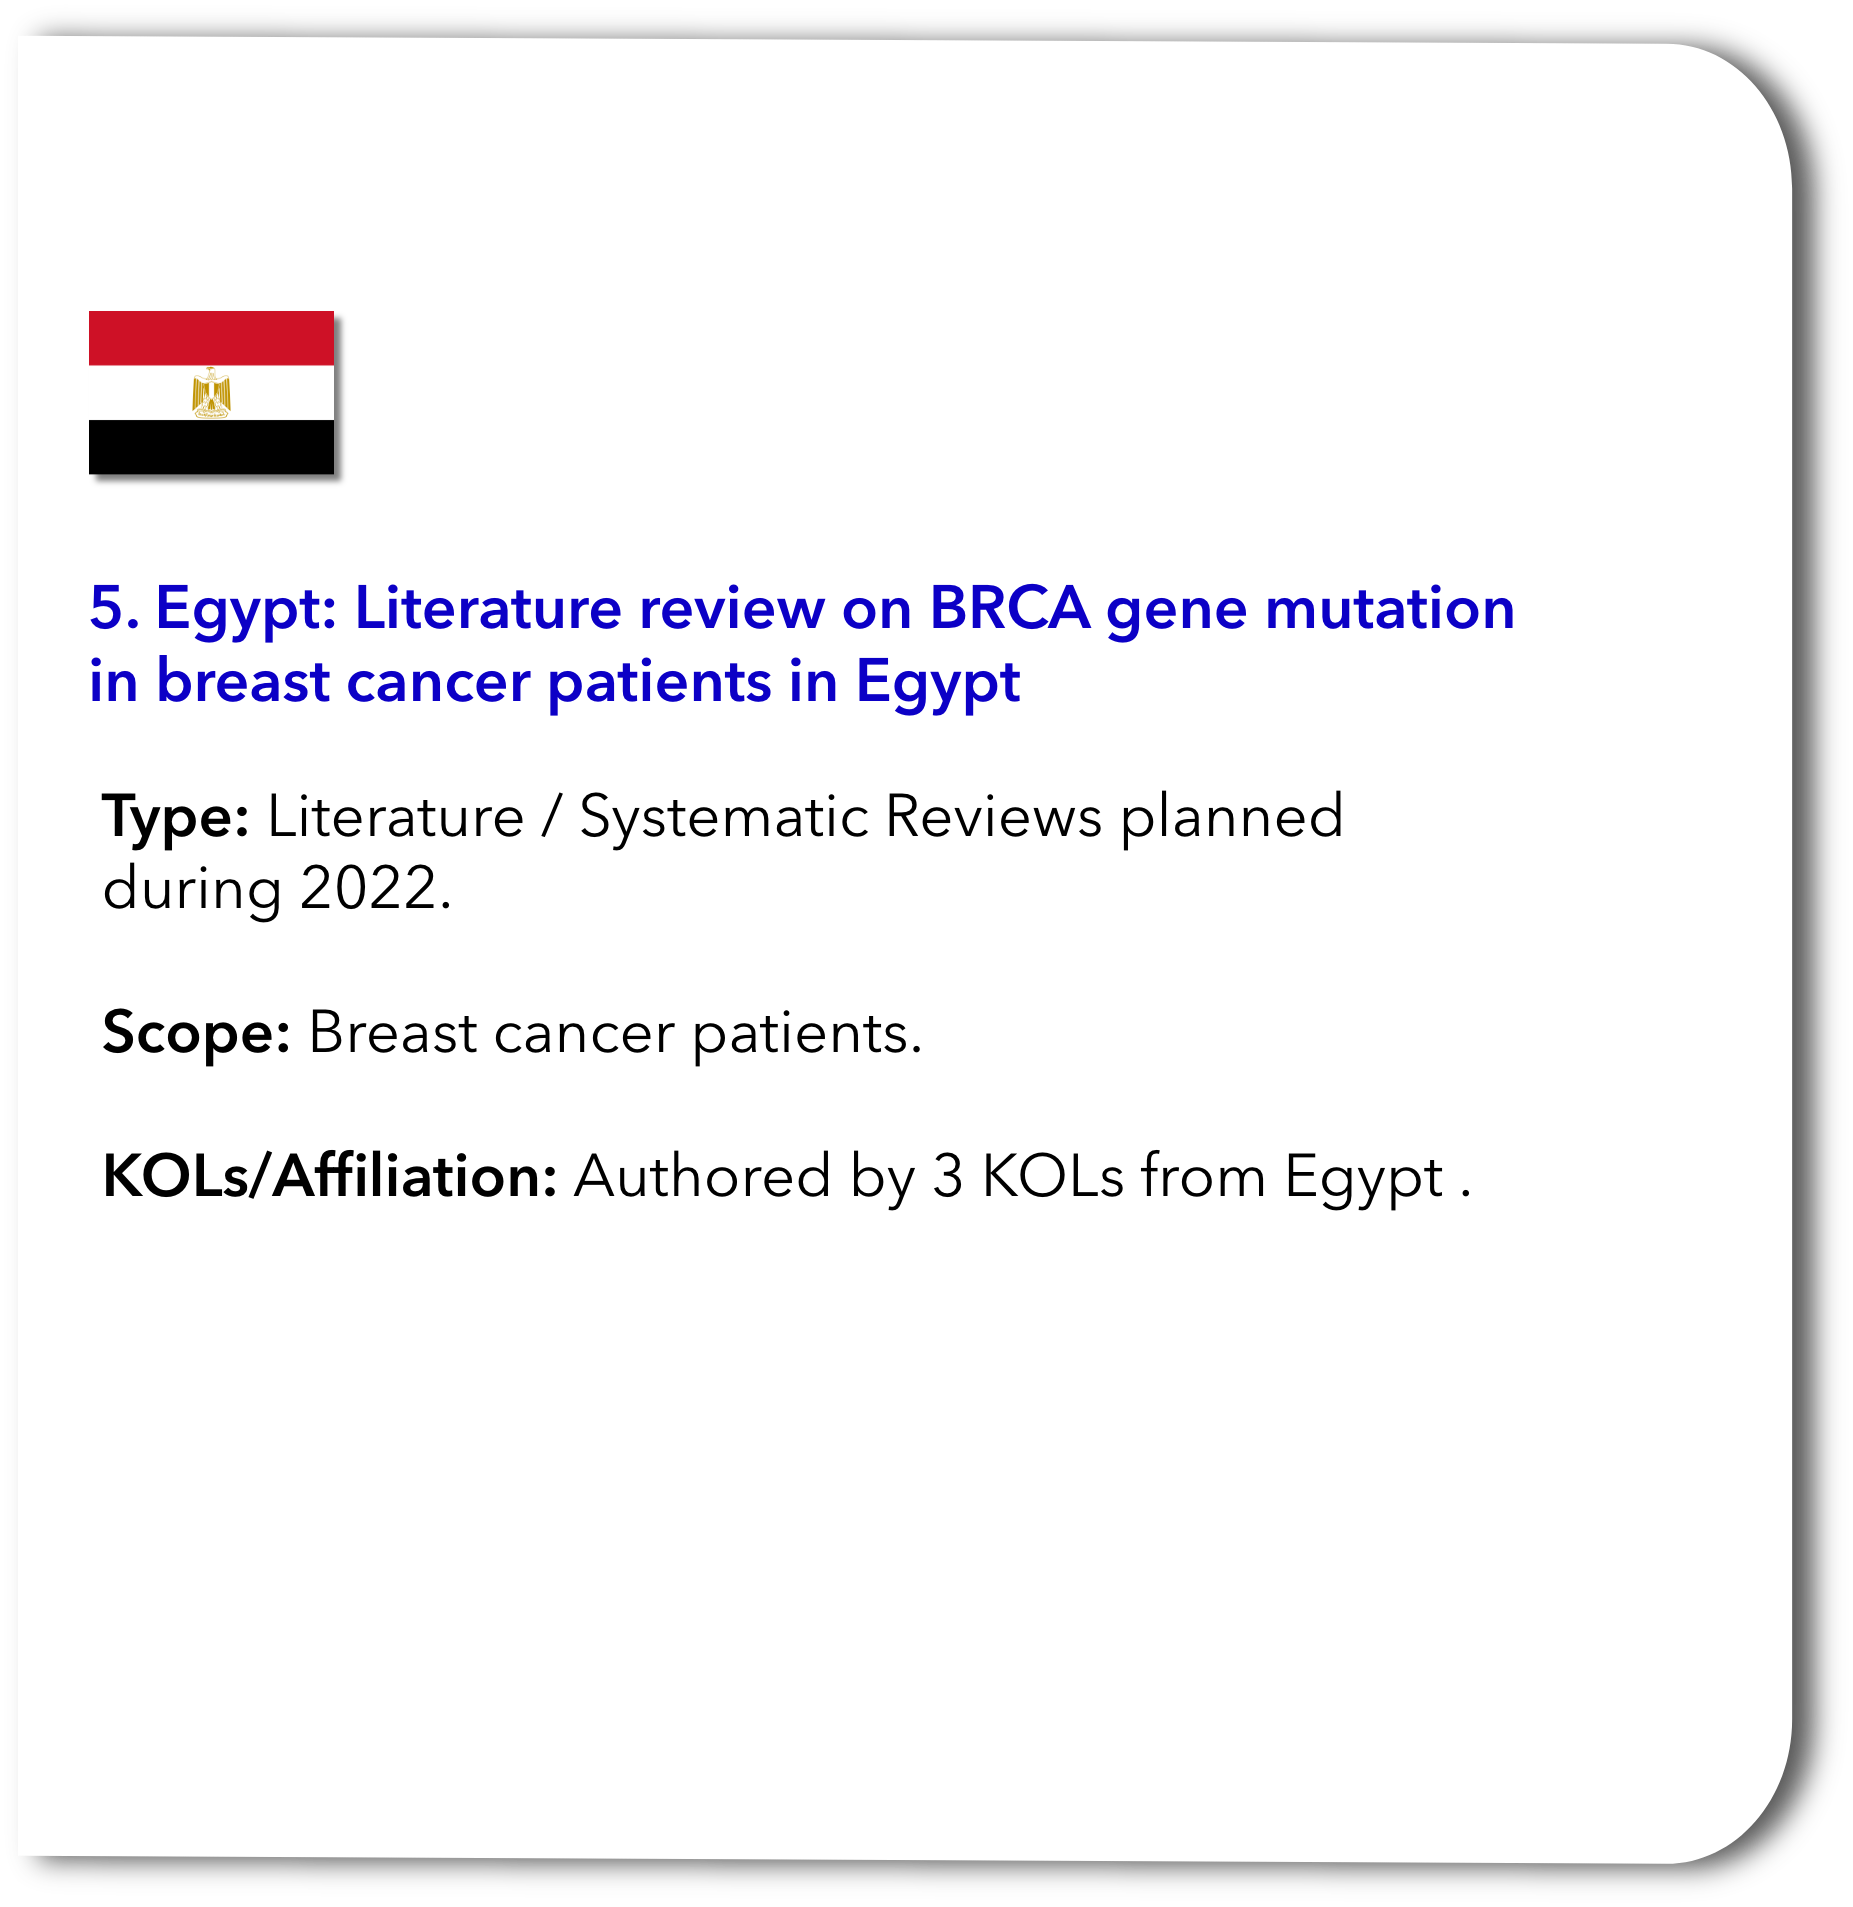 5. Egypt: Literature review on BRCA gene mutation
in breast cancer patients in Egypt
Type: Literature / Systematic Reviews planned
during 2022.
Scope: Breast cancer patients.
KOLs/Affiliation: Authored by 3 KOLs from Egypt .